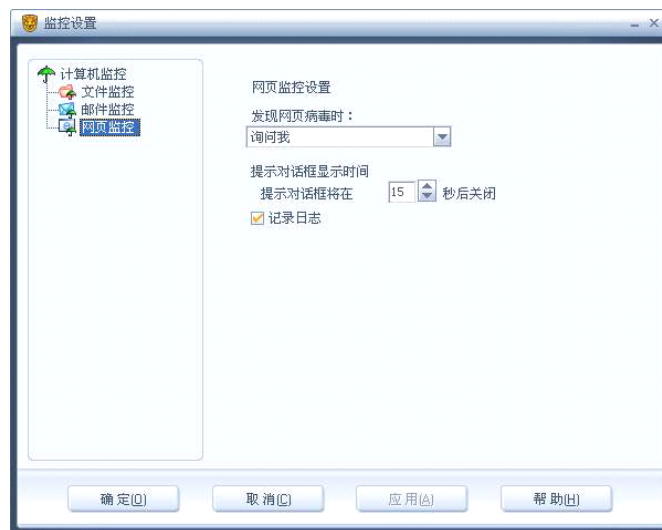 监控设置
计算机监控
文件监控
邮件监控
网页监控
网页监控设置
发现网页病毒时：
询问我
提示对话框显示时间
提示对话框将在 15 秒后关闭
记录日志
确定(O) 取消(C) 应用(A) 帮助(H)